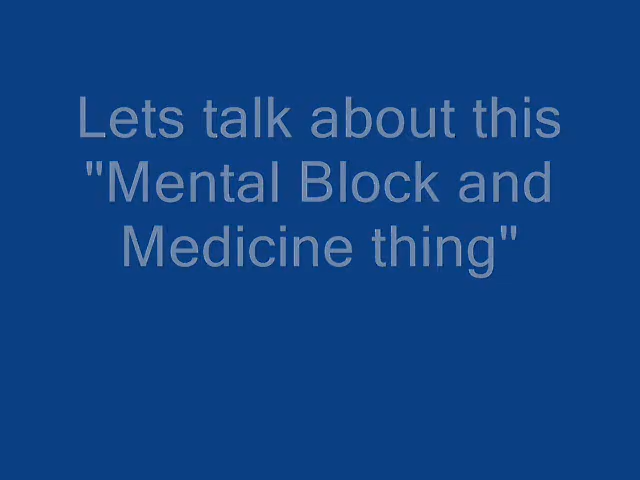 Lets talk about this
"Mental Block and
Medicine thing"